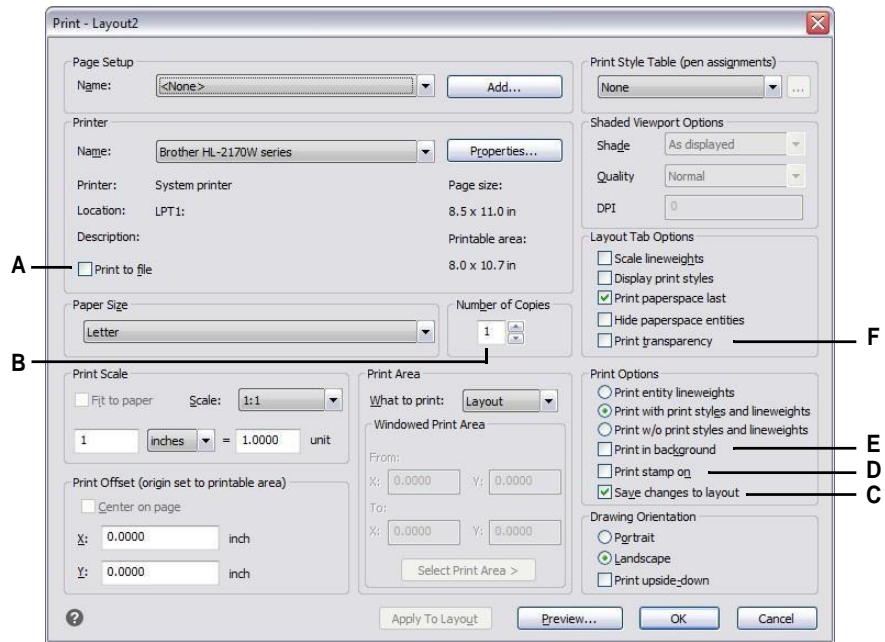 Print - Layout2
Page Setup
Name:
<None>
Add...
Printer
Name:
Brother HL-2170W series
Properties...
Printer:
System printer
Page size:
Location:
LPT1:
8.5 x 11.0 in
Description:
Printable area:
A
Print to file
8.0 x 10.7 in
Paper Size
Letter
Number of Copies
1
B
Print Scale
Fit to paper
Scale:
1:1
1
inches
=
1.0000
unit
Print Offset (origin set to printable area)
Center on page
X:
0.0000
inch
Y:
0.0000
inch
Print Area
What to print:
Layout
Windowed Print Area
From:
X:
0.0000
Y:
0.0000
To:
X:
0.0000
Y:
0.0000
Select Print Area >
Print Style Table (pen assignments)
None
...
Shaded Viewport Options
Shade
As displayed
Quality
Normal
DPI
0
Layout Tab Options
Scale lineweights
Display print styles
Print paperspace last
Hide paperspace entities
Print transparency
F
Print Options
Print entity lineweights
Print with print styles and lineweights
Print w/o print styles and lineweights
Print in background
E
Print stamp on
D
Save changes to layout
C
Drawing Orientation
Portrait
Landscape
Print upside-down
?
Apply To Layout
Preview...
OK
Cancel